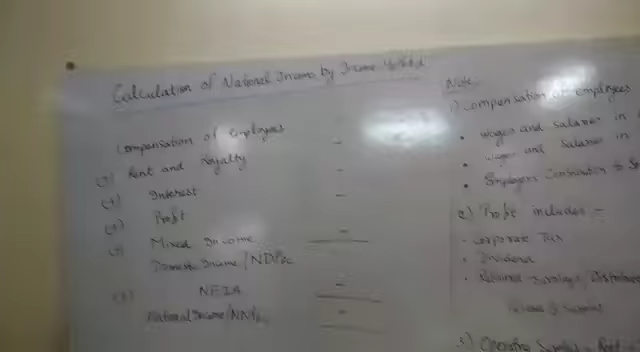 Calculation of National Income by Income Method
Compensation of Employees -
(+) Rent and Royalty -
(+) Interest -
(+) Profit
(+) Mixed Income -
Domestic Income/NDPFC
(±) NFIA -
National Income/NNPFC -
Note
1) Compensation of employees
• wages and salaries in
• wages and salaries in
• Employers Contribution to
2) Profit includes -
- Corporate Tax
• Dividend
• Retained
3) Operating Surplus = Rent